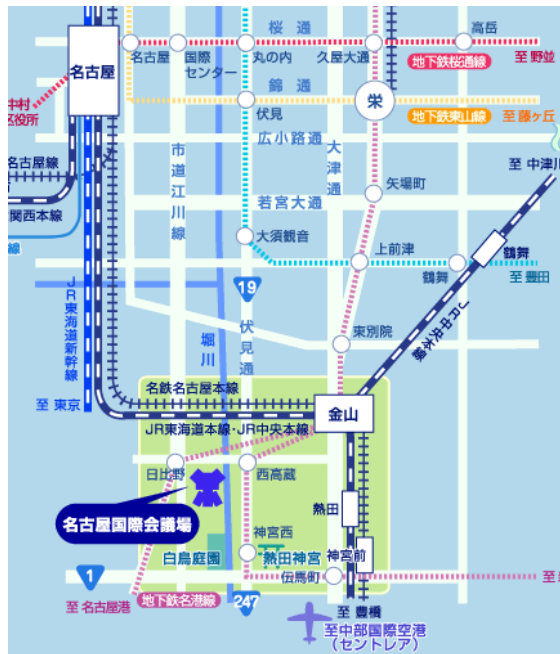 桜通
高岳
名古屋
名古屋
国際
センター
丸の内
久屋大通
地下鉄桜通線
至 野並
錦通
中村
区役所
伏見
栄
地下鉄東山線
至 藤ヶ丘
広小路通
市道江川線
大津通
名古屋線
至 中津川
関西本線
若宮大通
矢場町
線
大須観音
上前津
鶴舞
鶴舞
至 豊田
JR東海道新幹線
19
JR中央本線
堀川
伏見通
東別院
名鉄名古屋本線
至 東京
金山
JR東海道本線・JR中央本線
日比野
西高蔵
名古屋国際会議場
熱田
神宮西
白鳥庭園
熱田神宮
神宮前
1
伝馬町
至 名古屋港
地下鉄名港線
247
至 豊橋
至中部国際空港
(セントレア)